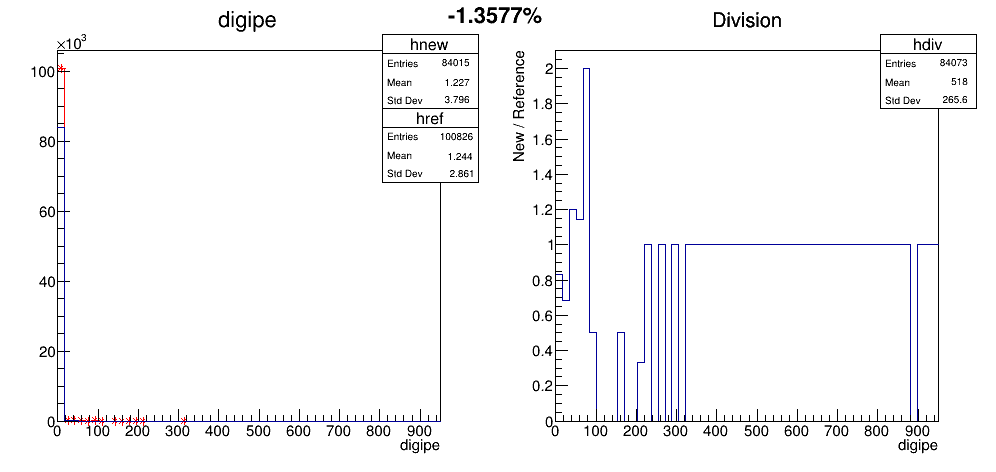 -1.3577%
digipe
×10³
hnew
Entries 84015
Mean 1.227
Std Dev 3.796
href
Entries 100826
Mean 1.244
Std Dev 2.861
100
80
60
40
20
0
0 100 200 300 400 500 600 700 800 900
digipe
Division
hdiv
Entries 84073
Mean 518
Std Dev 265.6
New / Reference
2
1.8
1.6
1.4
1.2
1
0.8
0.6
0.4
0.2
0
0 100 200 300 400 500 600 700 800 900
digipe